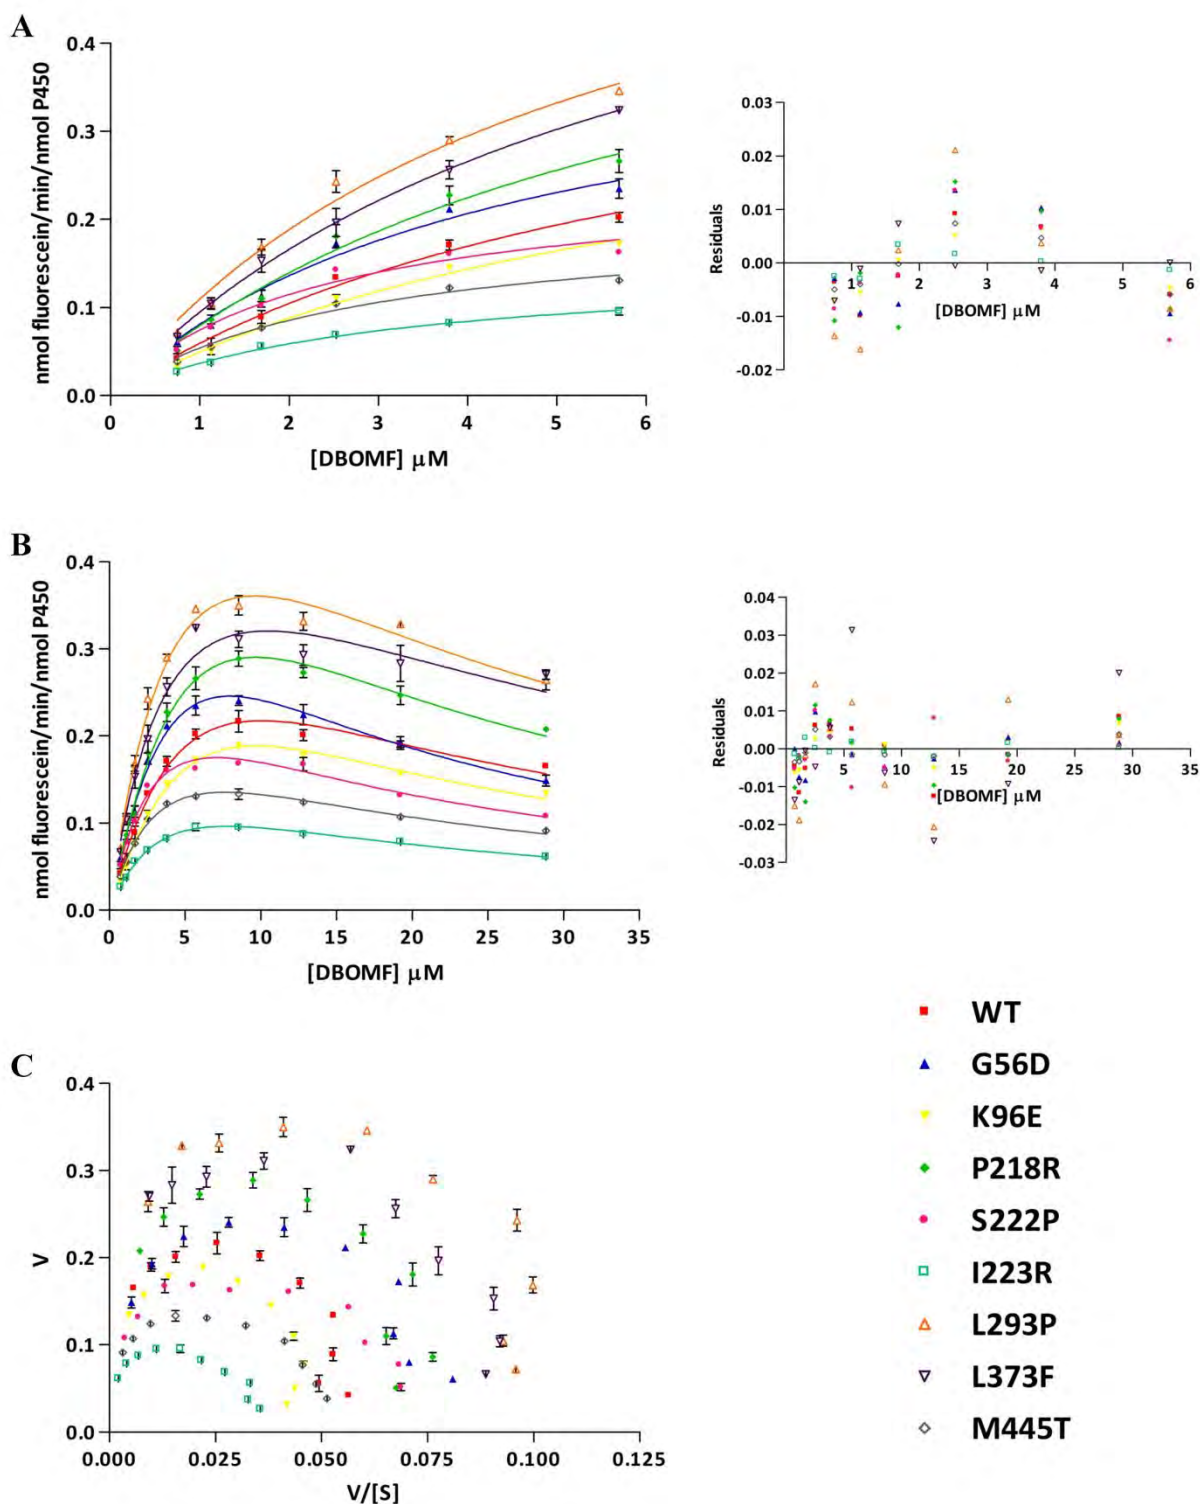 A
0.4
0.3
0.2
0.1
0.0
0 1 2 3 4 5 6
[DBOMF] μM
nmol fluorescein/min/nmol P450
0.03
0.02
0.01
0.00
-0.01
-0.02
1 2 3 4 5 6
[DBOMF] μM
Residuals
B
0.4
0.3
0.2
0.1
0.0
0 5 10 15 20 25 30 35
[DBOMF] μM
nmol fluorescein/min/nmol P450
0.04
0.03
0.02
0.01
0.00
-0.01
-0.02
-0.03
5 10 15 20 25 30 35
[DBOMF] μM
Residuals
C
0.4
0.3
0.2
0.1
0.0
0.000 0.025 0.050 0.075 0.100 0.125
V/[S]
V
WT
G56D
K96E
P218R
S222P
I223R
L293P
L373F
M445T